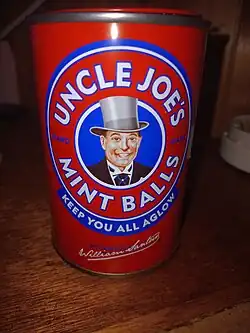 UNCLE JOE'S
MINT BALLS
KEEP YOU ALL AGLOW
William Santus